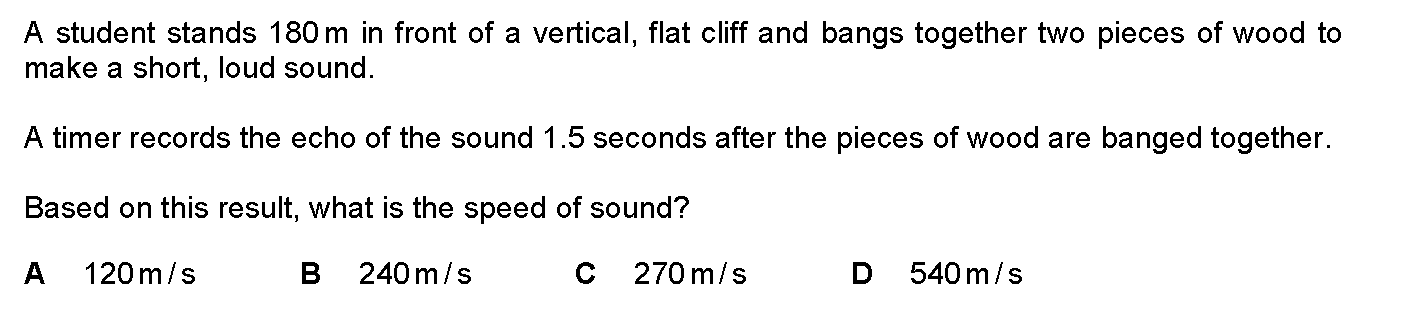 A student stands 180 m in front of a vertical, flat cliff and bangs together two pieces of wood to
make a short, loud sound.
A timer records the echo of the sound 1.5 seconds after the pieces of wood are banged together.
Based on this result, what is the speed of sound?
A 120 m / s B 240 m / s C 270 m / s D 540 m / s